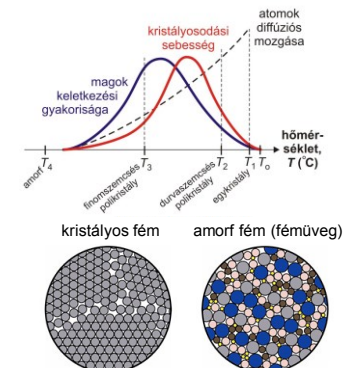 atomok
diffúziós
mozgása
kristályosodási
sebesség
magok
keletkezési
gyakorisága
hőmér-
séklet,
T (°C)
T₄
T₃
T₂
T₁
Tₒ
amorf
finomszemcsés
polikristály
durvaszemcsés
polikristály
egykristály
kristályos fém
amorf fém (fémüveg)